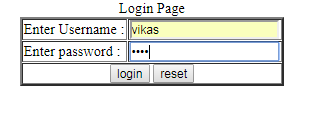 Login Page
Enter Username : vikas
Enter password : ••••
login reset